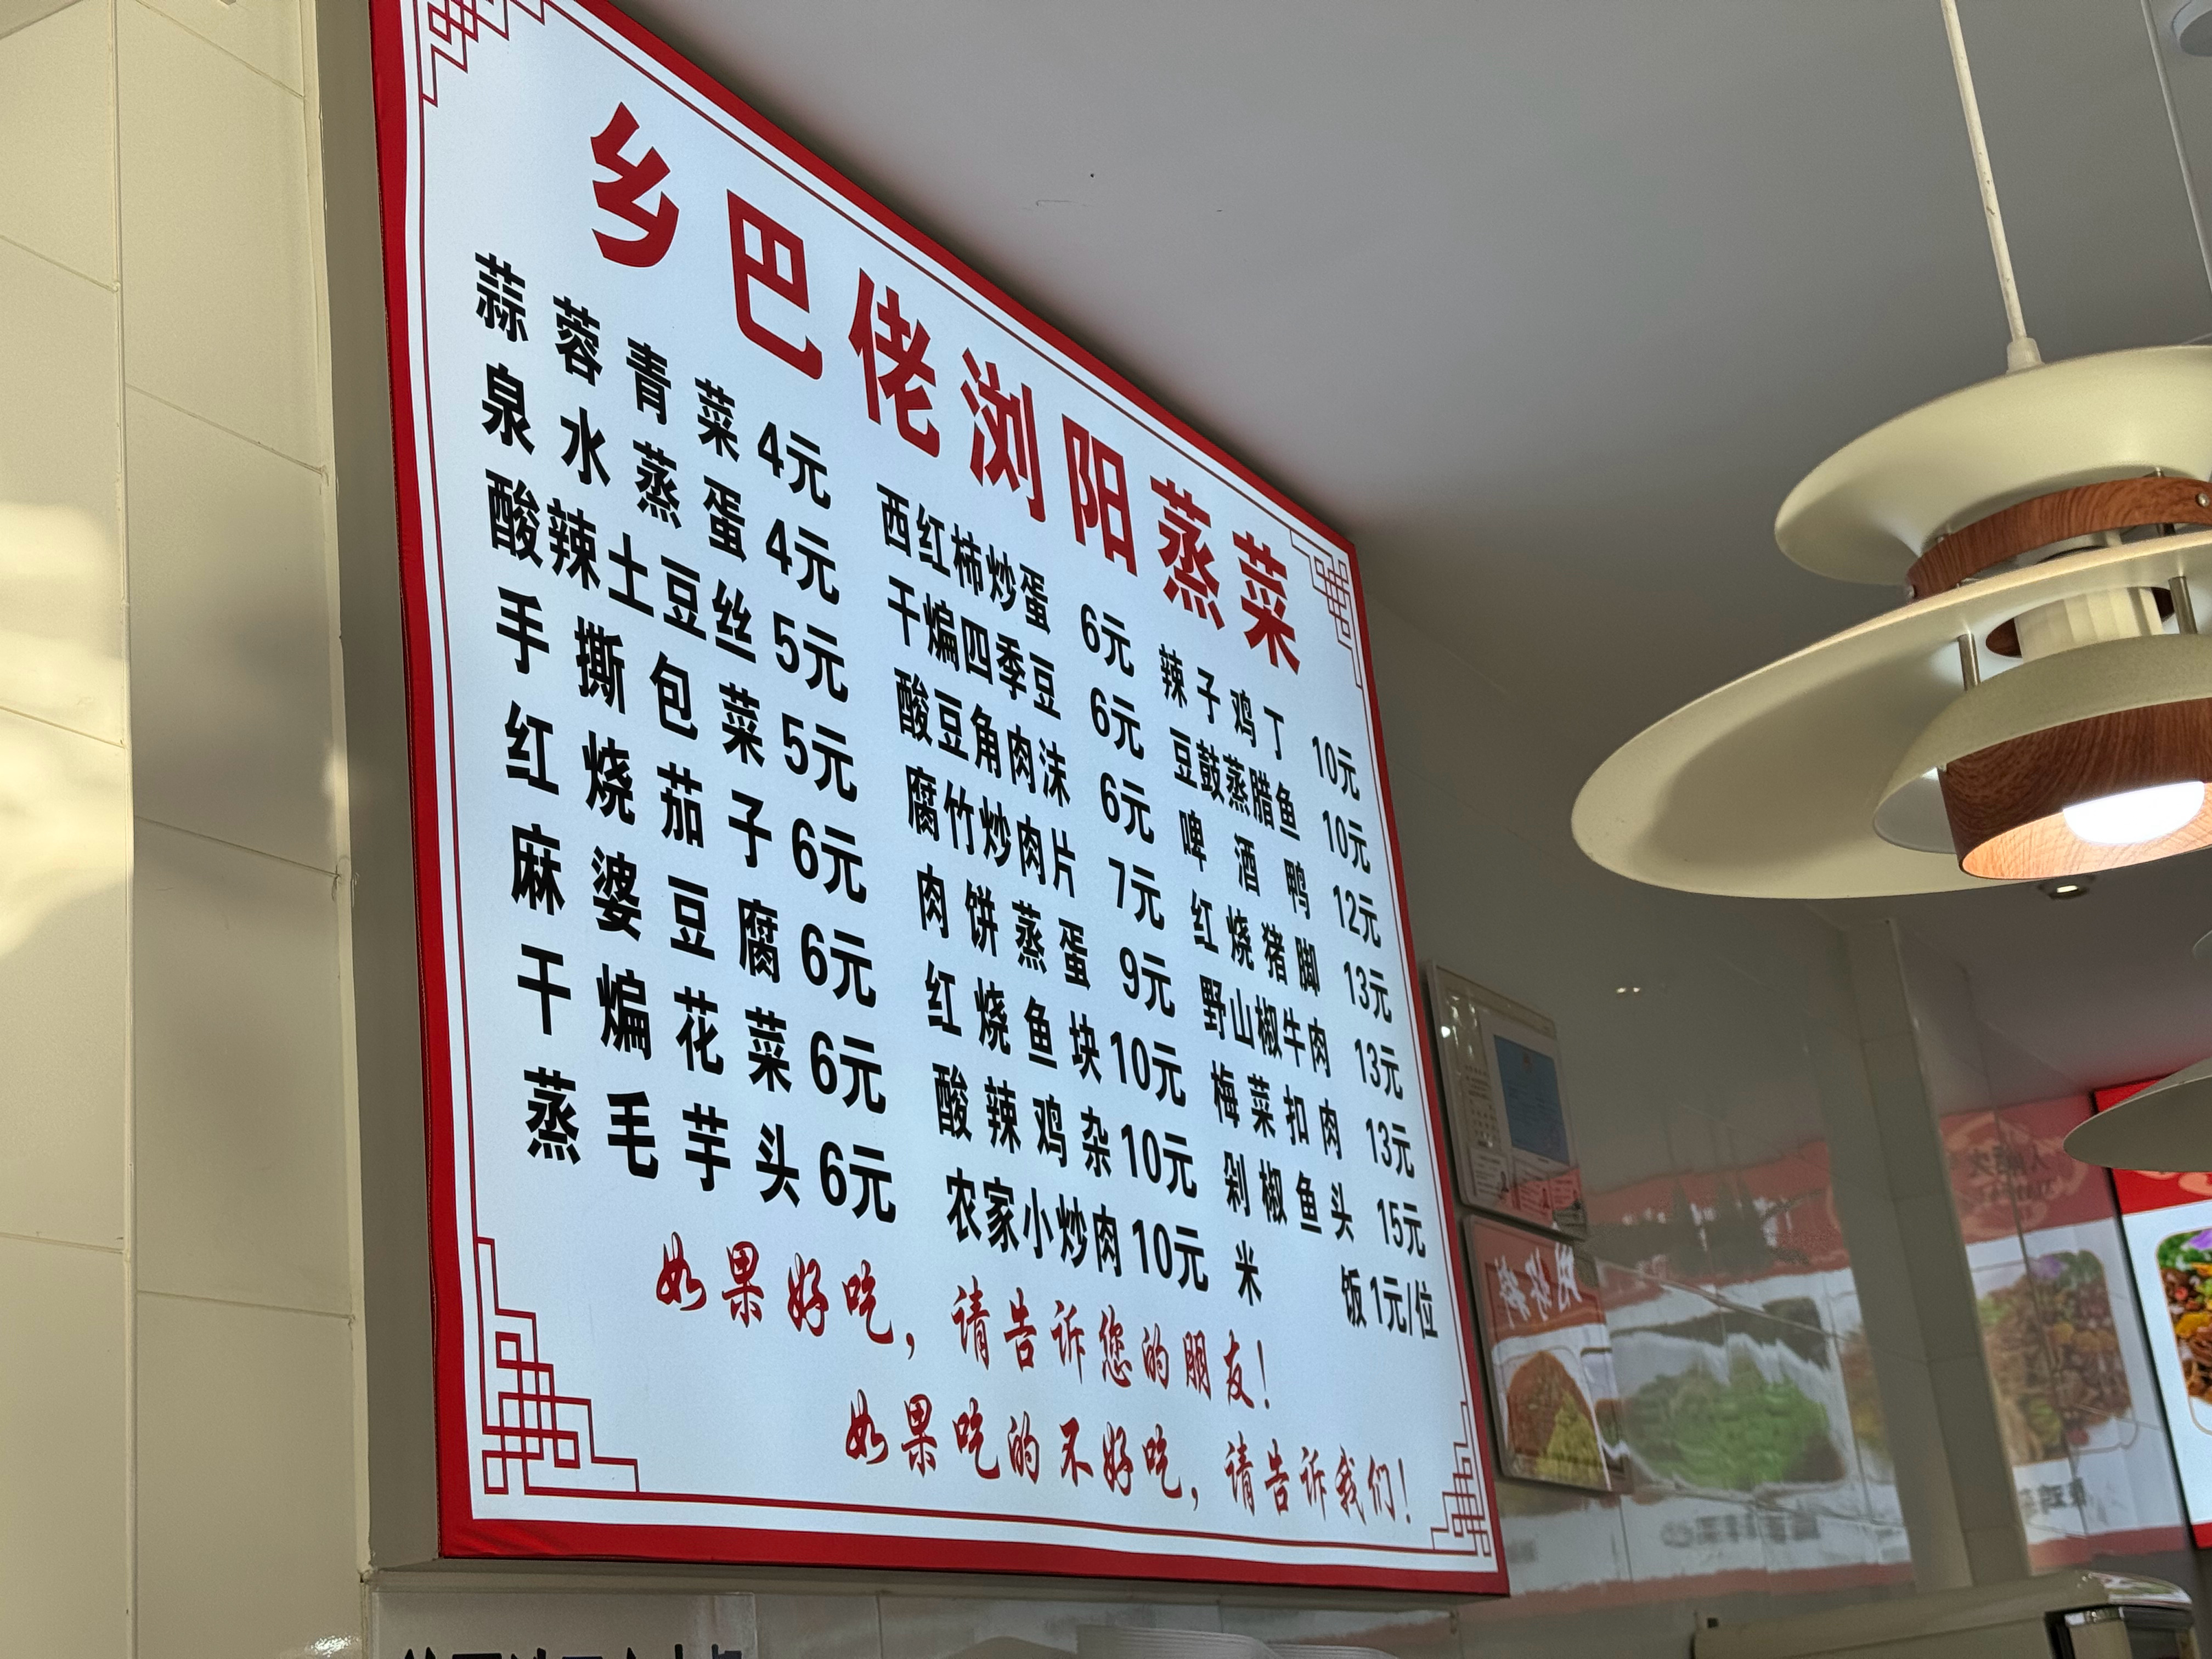 乡巴佬浏阳蒸菜
蒜蓉青菜 4元
泉水蒸蛋 4元
酸辣土豆丝 5元
手撕包菜 5元
红烧茄子 6元
麻婆豆腐 6元
干煸花菜 6元
蒸毛芋头 6元
西红柿炒蛋 6元
干煸四季豆 6元
酸豆角肉沫 6元
腐竹炒肉片 7元
肉饼蒸蛋 9元
红烧鱼块 10元
酸辣鸡杂 10元
农家小炒肉 10元
辣子鸡丁 10元
豆鼓蒸腊鱼 10元
啤酒鸭 12元
红烧猪脚 13元
野山椒牛肉 13元
梅菜扣肉 13元
剁椒鱼头 15元
米饭 1元/位
如果好吃，请告诉您的朋友！
如果吃的不好吃，请告诉我们！